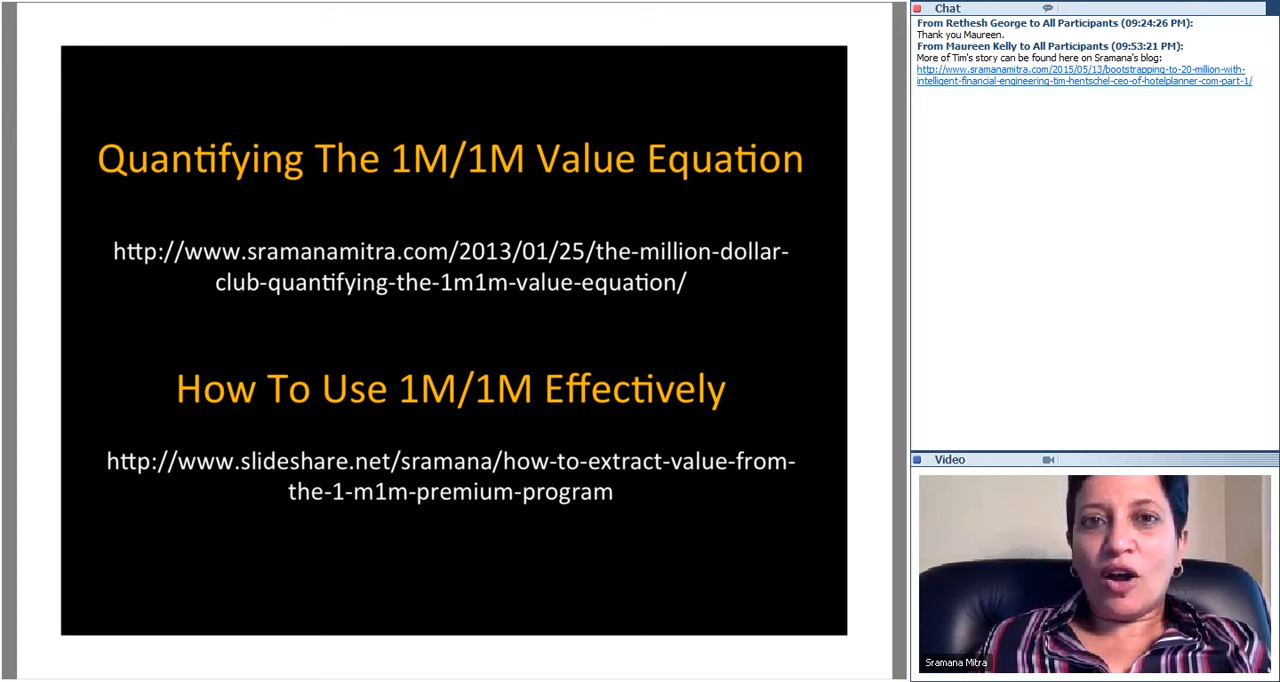 Quantifying The 1M/1M Value Equation
http://www.sramanamitra.com/2013/01/25/the-million-dollar-
club-quantifying-the-1m1m-value-equation/
How To Use 1M/1M Effectively
http://www.slideshare.net/sramana/how-to-extract-value-from-
the-1-m1m-premium-program
Chat
From Rethesh George to All Participants (09:24:26 PM):
Thank you Maureen.
From Maureen Kelly to All Participants (09:53:21 PM):
More of Tim's story can be found here on Sramana's blog:
http://www.sramanamitra.com/2015/05/13/bootstrapping-to-20-million-with-
intelligent-financial-engineering-tim-hentschel-ceo-of-hotelplanner-com-part-1/
Video
Sramana Mitra